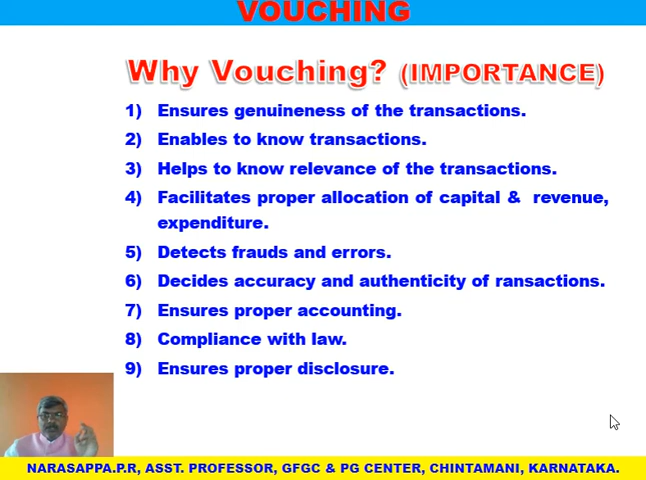 VOUCHING
Why Vouching? (IMPORTANCE)
1) Ensures genuineness of the transactions.
2) Enables to know transactions.
3) Helps to know relevance of the transactions.
4) Facilitates proper allocation of capital & revenue,
expenditure.
5) Detects frauds and errors.
6) Decides accuracy and authenticity of ransactions.
7) Ensures proper accounting.
8) Compliance with law.
9) Ensures proper disclosure.
NARASAPPA.P.R, ASST. PROFESSOR, GFGC & PG CENTER, CHINTAMANI, KARNATAKA.